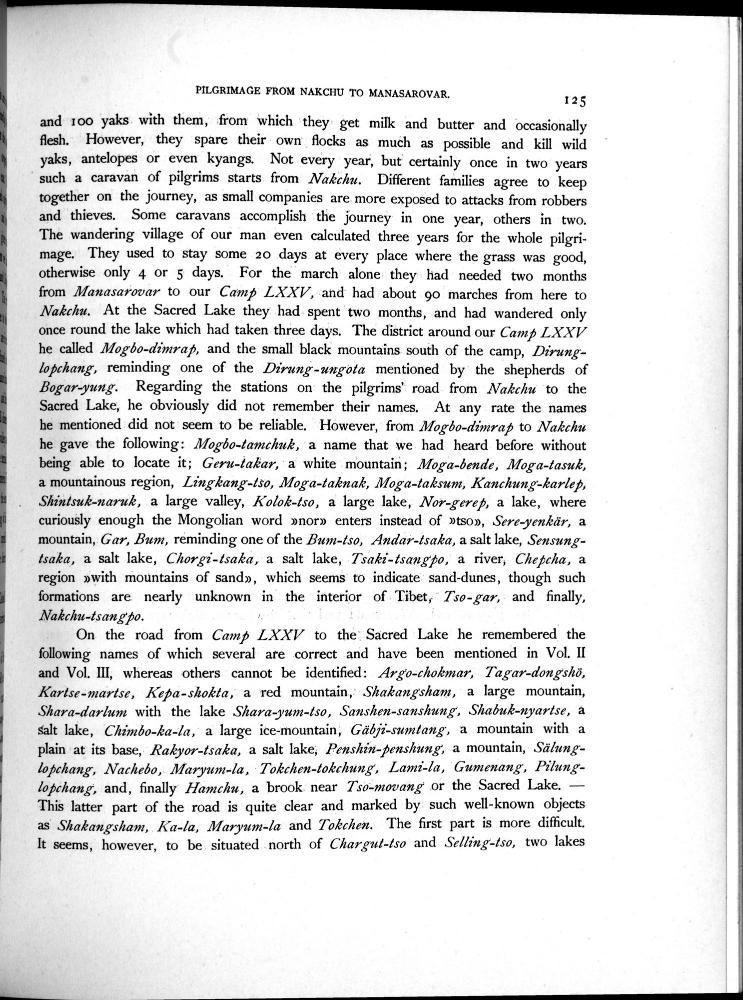 PILGRIMAGE FROM NAKCHU TO MANASAROVAR.
125
and 100 yaks with them, from which they get milk and butter and occasionally
flesh. However, they spare their own flocks as much as possible and kill wild
yaks, antelopes or even kyangs. Not every year, but certainly once in two years
such a caravan of pilgrims starts from Nakchu. Different families agree to keep
together on the journey, as small companies are more exposed to attacks from robbers
and thieves. Some caravans accomplish the journey in one year, others in two.
The wandering village of our man even calculated three years for the whole pilgri-
mage. They used to stay some 20 days at every place where the grass was good,
otherwise only 4 or 5 days. For the march alone they had needed two months
from Manasarovar to our Camp LXXV, and had about 90 marches from here to
Nakchu. At the Sacred Lake they had spent two months, and had wandered only
once round the lake which had taken three days. The district around our Camp LXXV
he called Mogbo-dimrap, and the small black mountains south of the camp, Dirung-
lopchang, reminding one of the Dirung-ungota mentioned by the shepherds of
Bogar-yung. Regarding the stations on the pilgrims' road from Nakchu to the
Sacred Lake, he obviously did not remember their names. At any rate the names
he mentioned did not seem to be reliable. However, from Mogbo-dimrap to Nakchu
he gave the following: Mogbo-tamchuk, a name that we had heard before without
being able to locate it; Geru-takar, a white mountain; Moga-bende, Moga-tasuk,
a mountainous region, Lingkang-tso, Moga-taknak, Moga-taksum, Kanchung-karlep,
Shintsuk-naruk, a large valley, Kolok-tso, a large lake, Nor-gerep, a lake, where
curiously enough the Mongolian word »nor» enters instead of »tso», Sere-yenkär, a
mountain, Gar, Bum, reminding one of the Bum-tso, Andar-tsaka, a salt lake, Sensung-
tsaka, a salt lake, Chorgi-tsaka, a salt lake, Tsaki-tsangpo, a river, Chepcha, a
region »with mountains of sand», which seems to indicate sand-dunes, though such
formations are nearly unknown in the interior of Tibet, Tso-gar, and finally,
Nakchu-tsangpo.
On the road from Camp LXXV to the Sacred Lake he remembered the
following names of which several are correct and have been mentioned in Vol. II
and Vol. III, whereas others cannot be identified: Argo-chokmar, Tagar-dongshö,
Kartse-martse, Kepa-shokta, a red mountain, Shakangsham, a large mountain,
Shara-darlum with the lake Shara-yum-tso, Sanshen-sanshung, Shabuk-nyartse, a
salt lake, Chimbo-ka-la, a large ice-mountain, Gäbji-sumtang, a mountain with a
plain at its base, Rakyor-tsaka, a salt lake, Penshin-penshung, a mountain, Sälung-
lopchang, Nachebo, Maryum-la, Tokchen-tokchung, Lami-la, Gumenang, Pilung-
lopchang, and, finally Hamchu, a brook near Tso-movang or the Sacred Lake. —
This latter part of the road is quite clear and marked by such well-known objects
as Shakangsham, Ka-la, Maryum-la and Tokchen. The first part is more difficult.
It seems, however, to be situated north of Chargut-tso and Selling-tso, two lakes